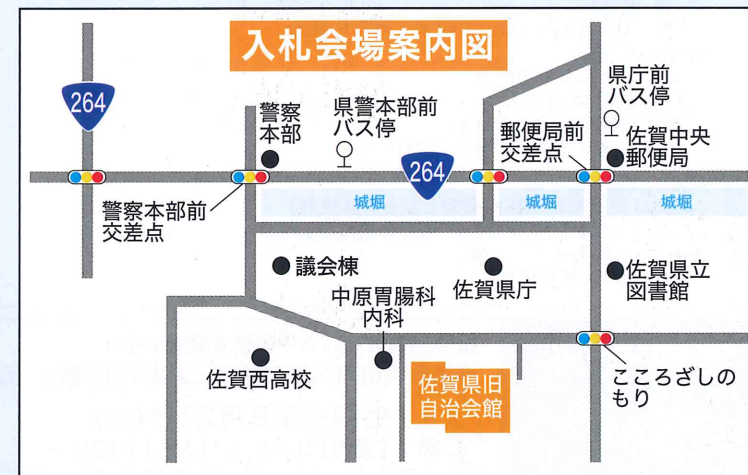 入札会場案内図
264
警察
本部
県警本部前
バス停
264
郵便局前
交差点
県庁前
バス停
佐賀中央
郵便局
警察本部前
交差点
城堀
城堀
城堀
議会棟
中原胃腸科
内科
佐賀県庁
佐賀県立
図書館
佐賀西高校
佐賀県旧
自治会館
こころざしの
もり